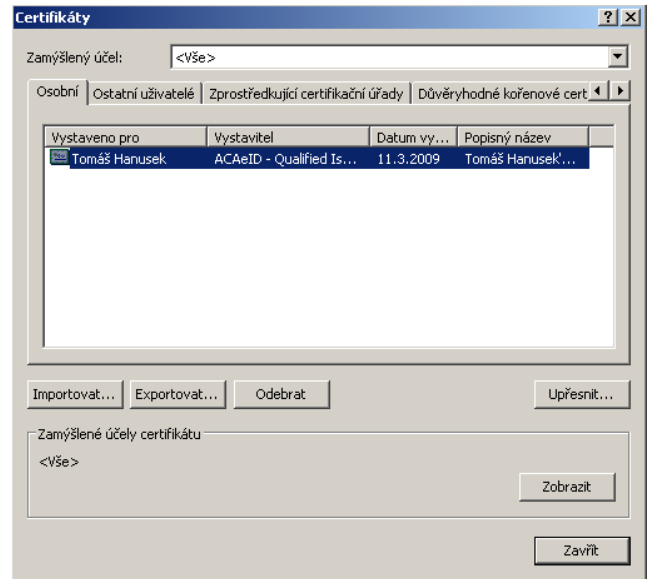 Certifikáty
Zamýšlený účel: <Vše>
Osobní Ostatní uživatelé Zprostředkující certifikační úřady Důvěryhodné kořenové cert
Vystaveno pro Vystavitel Datum vy... Popisný název
Tomáš Hanusek ACAeID - Qualified Is... 11.3.2009 Tomáš Hanusek'...
Importovat... Exportovat... Odebrat Upřesnit...
Zamýšlené účely certifikátu
<Vše>
Zobrazit
Zavřít